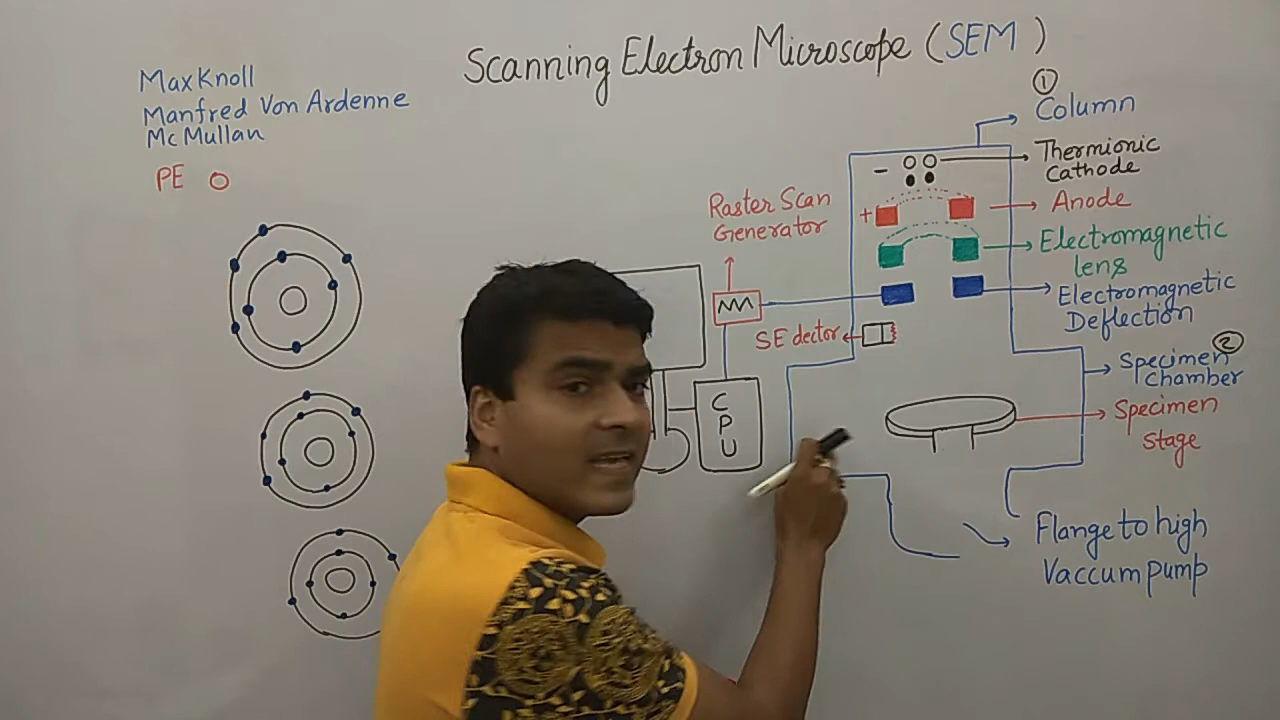 Scanning Electron Microscope (SEM)
Max Knoll
Manfred Von Ardenne
Mc Mullan
PE
1
Column
Thermionic
Cathode
-
Raster Scan
Generator
+
Anode
Electromagnetic
lens
Electromagnetic
Deflection
SE dector
2
Specimen
Chamber
C
P
U
Specimen
Stage
Flange to high
Vaccum pump